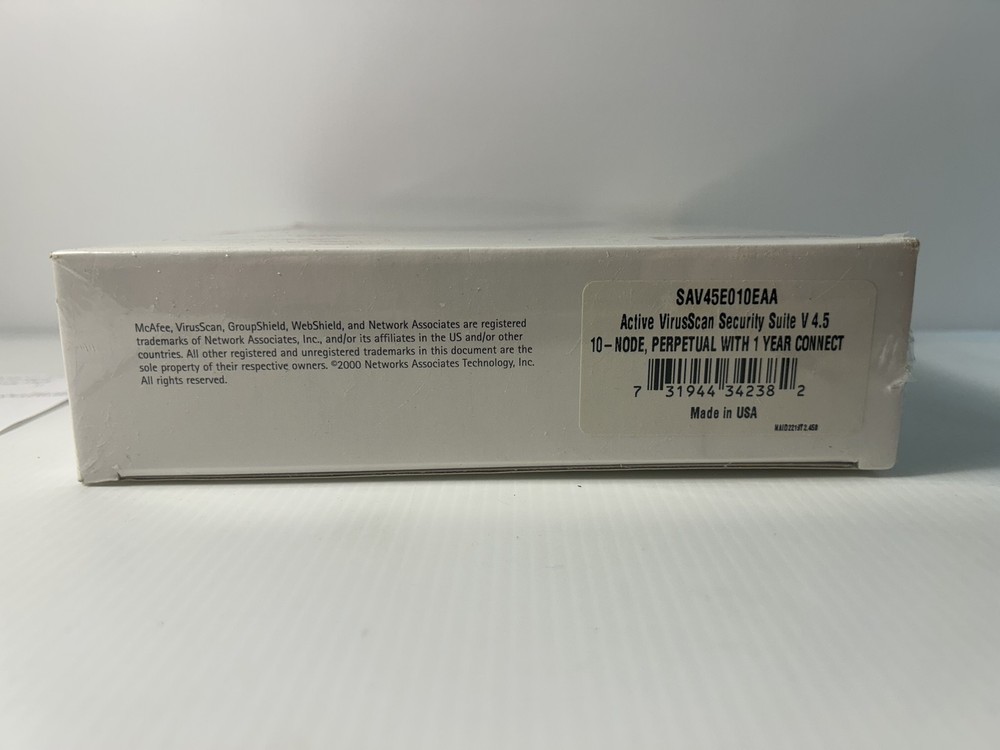 McAfee, VirusScan, GroupShield, WebShield, and Network Associates are registered
trademarks of Network Associates, Inc., and/or its affiliates in the US and/or other
countries. All other registered and unregistered trademarks in this document are the
sole property of their respective owners. ©2000 Networks Associates Technology, Inc.
All rights reserved.
SAV45E010EAA
Active VirusScan Security Suite V 4.5
10-NODE, PERPETUAL WITH 1 YEAR CONNECT
7 31944 34238 2
Made in USA